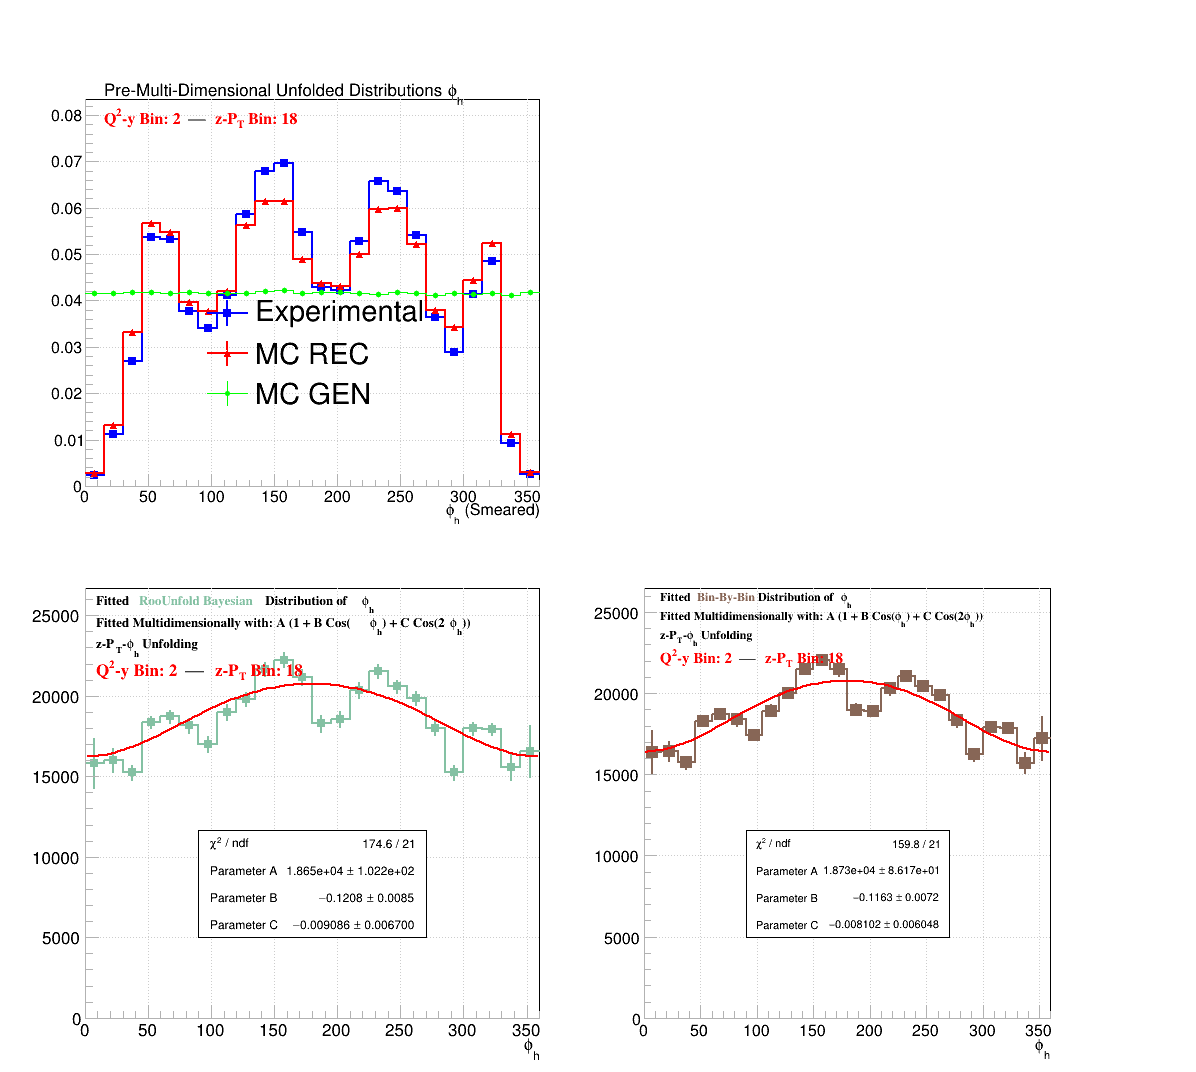 Pre-Multi-Dimensional Unfolded Distributions ϕh
Q2-y Bin: 2 — z-PT Bin: 18
0.08
0.07
0.06
0.05
0.04
0.03
0.02
0.01
0
Experimental
MC REC
MC GEN
0 50 100 150 200 250 300 350
ϕh (Smeared)
Fitted RooUnfold Bayesian Distribution of ϕh
Fitted Multidimensionally with: A (1 + B Cos( ϕh) + C Cos(2 ϕh))
z-PT-ϕh Unfolding
Q2-y Bin: 2 — z-PT Bin: 18
25000
20000
15000
10000
5000
0
χ2 / ndf 174.6 / 21
Parameter A 1.865e+04 ± 1.022e+02
Parameter B −0.1208 ± 0.0085
Parameter C −0.009086 ± 0.006700
0 50 100 150 200 250 300 350
ϕh
Fitted Bin-By-Bin Distribution of ϕh
Fitted Multidimensionally with: A (1 + B Cos(ϕh) + C Cos(2ϕh))
z-PT-ϕh Unfolding
Q2-y Bin: 2 — z-PT Bin: 18
25000
20000
15000
10000
5000
0
χ2 / ndf 159.8 / 21
Parameter A 1.873e+04 ± 8.617e+01
Parameter B −0.1163 ± 0.0072
Parameter C −0.008102 ± 0.006048
0 50 100 150 200 250 300 350
ϕh